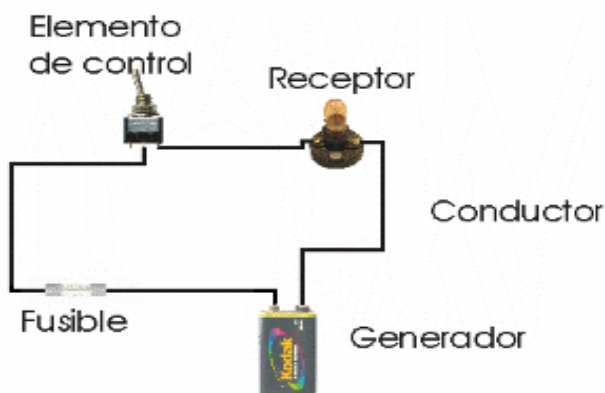 Elemento
de control
Receptor
Conductor
Fusible
Generador
Kodak